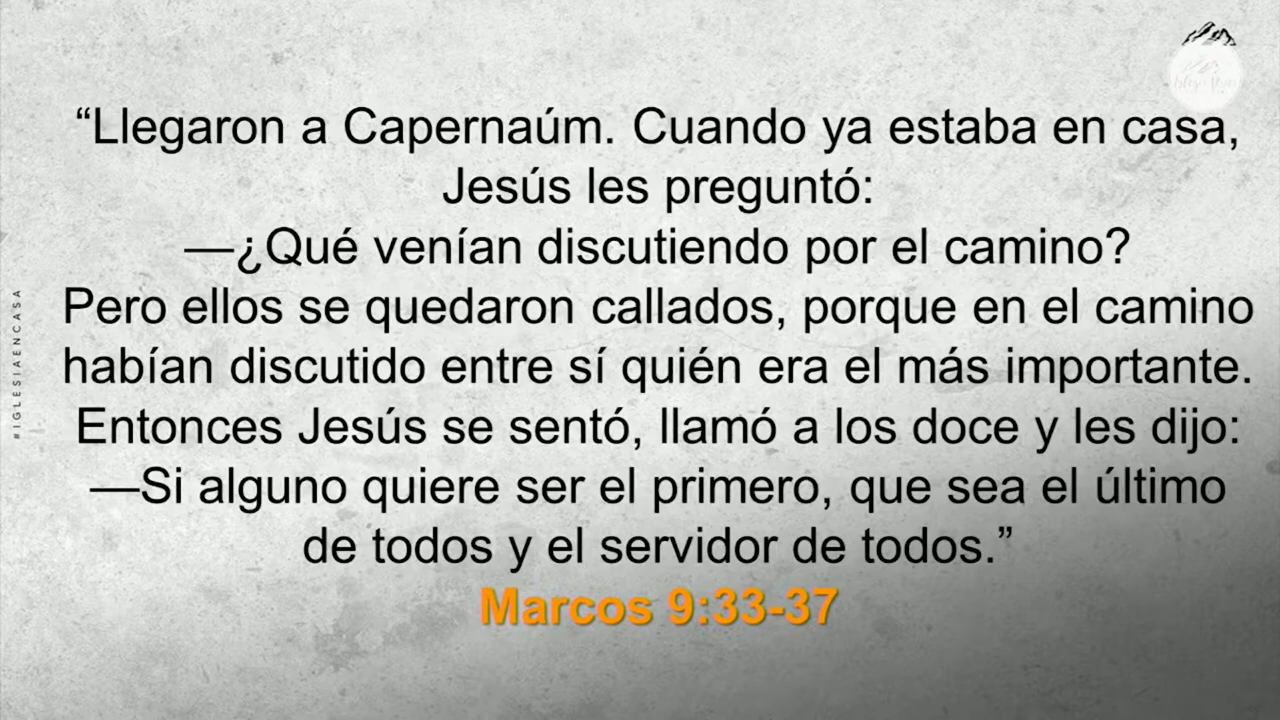 “Llegaron a Capernaúm. Cuando ya estaba en casa,
Jesús les preguntó:
—¿Qué venían discutiendo por el camino?
Pero ellos se quedaron callados, porque en el camino
habían discutido entre sí quién era el más importante.
Entonces Jesús se sentó, llamó a los doce y les dijo:
—Si alguno quiere ser el primero, que sea el último
de todos y el servidor de todos.”
Marcos 9:33-37
#IGLESIAENCASA